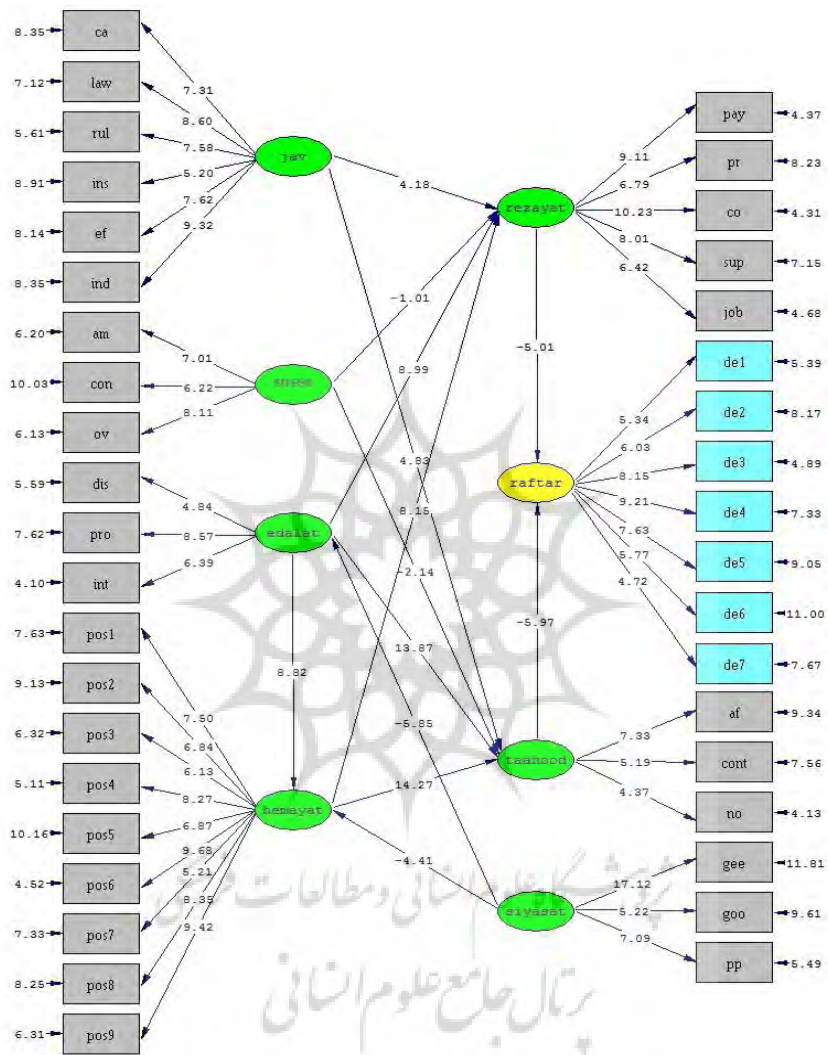 8.35 ca
7.12 law
5.61 rul
8.91 ins
8.14 ef
8.35 ind
6.20 am
10.03 con
6.13 ov
5.59 dis
7.62 pro
4.10 int
7.63 pos1
9.13 pos2
6.32 pos3
5.11 pos4
10.16 pos5
4.52 pos6
7.33 pos7
8.25 pos8
6.31 pos9
7.31
8.60
7.58
5.20
7.62
9.32
7.01
6.22
8.11
4.84
8.57
6.39
7.50
6.84
6.13
8.27
6.87
9.68
5.21
8.35
9.42
jav
edalat
hemayat
4.18
-1.01
8.99
4.83
8.15
-2.14
13.87
8.82
-5.85
14.27
-4.41
rezayat
-5.01
raftar
-5.97
taahood
siyasat
9.11
6.79
10.23
8.01
6.42
5.34
6.03
8.15
9.21
7.63
5.77
4.72
7.33
5.19
4.37
17.12
5.22
7.09
pay 4.37
pr 8.23
co 4.31
sup 7.15
job 4.68
de1 5.39
de2 8.17
de3 4.89
de4 7.33
de5 9.05
de6 11.00
de7 7.67
af 9.34
cont 7.56
no 4.13
gee 11.81
goo 9.61
pp 5.49
پژوهشگاه علوم انسانی و مطالعات فرهنگی
پرتال جامع علوم انسانی